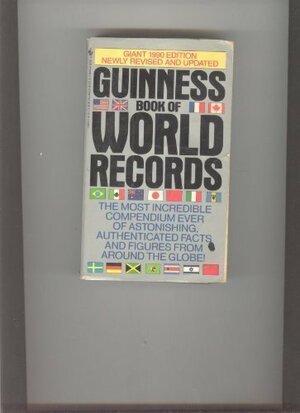 GIANT 1990 EDITION
NEWLY REVISED AND UPDATED
GUINNESS
BOOK OF
WORLD
RECORDS
THE MOST INCREDIBLE
COMPENDIUM EVER
OF ASTONISHING,
AUTHENTICATED FACTS
AND FIGURES FROM
AROUND THE GLOBE!